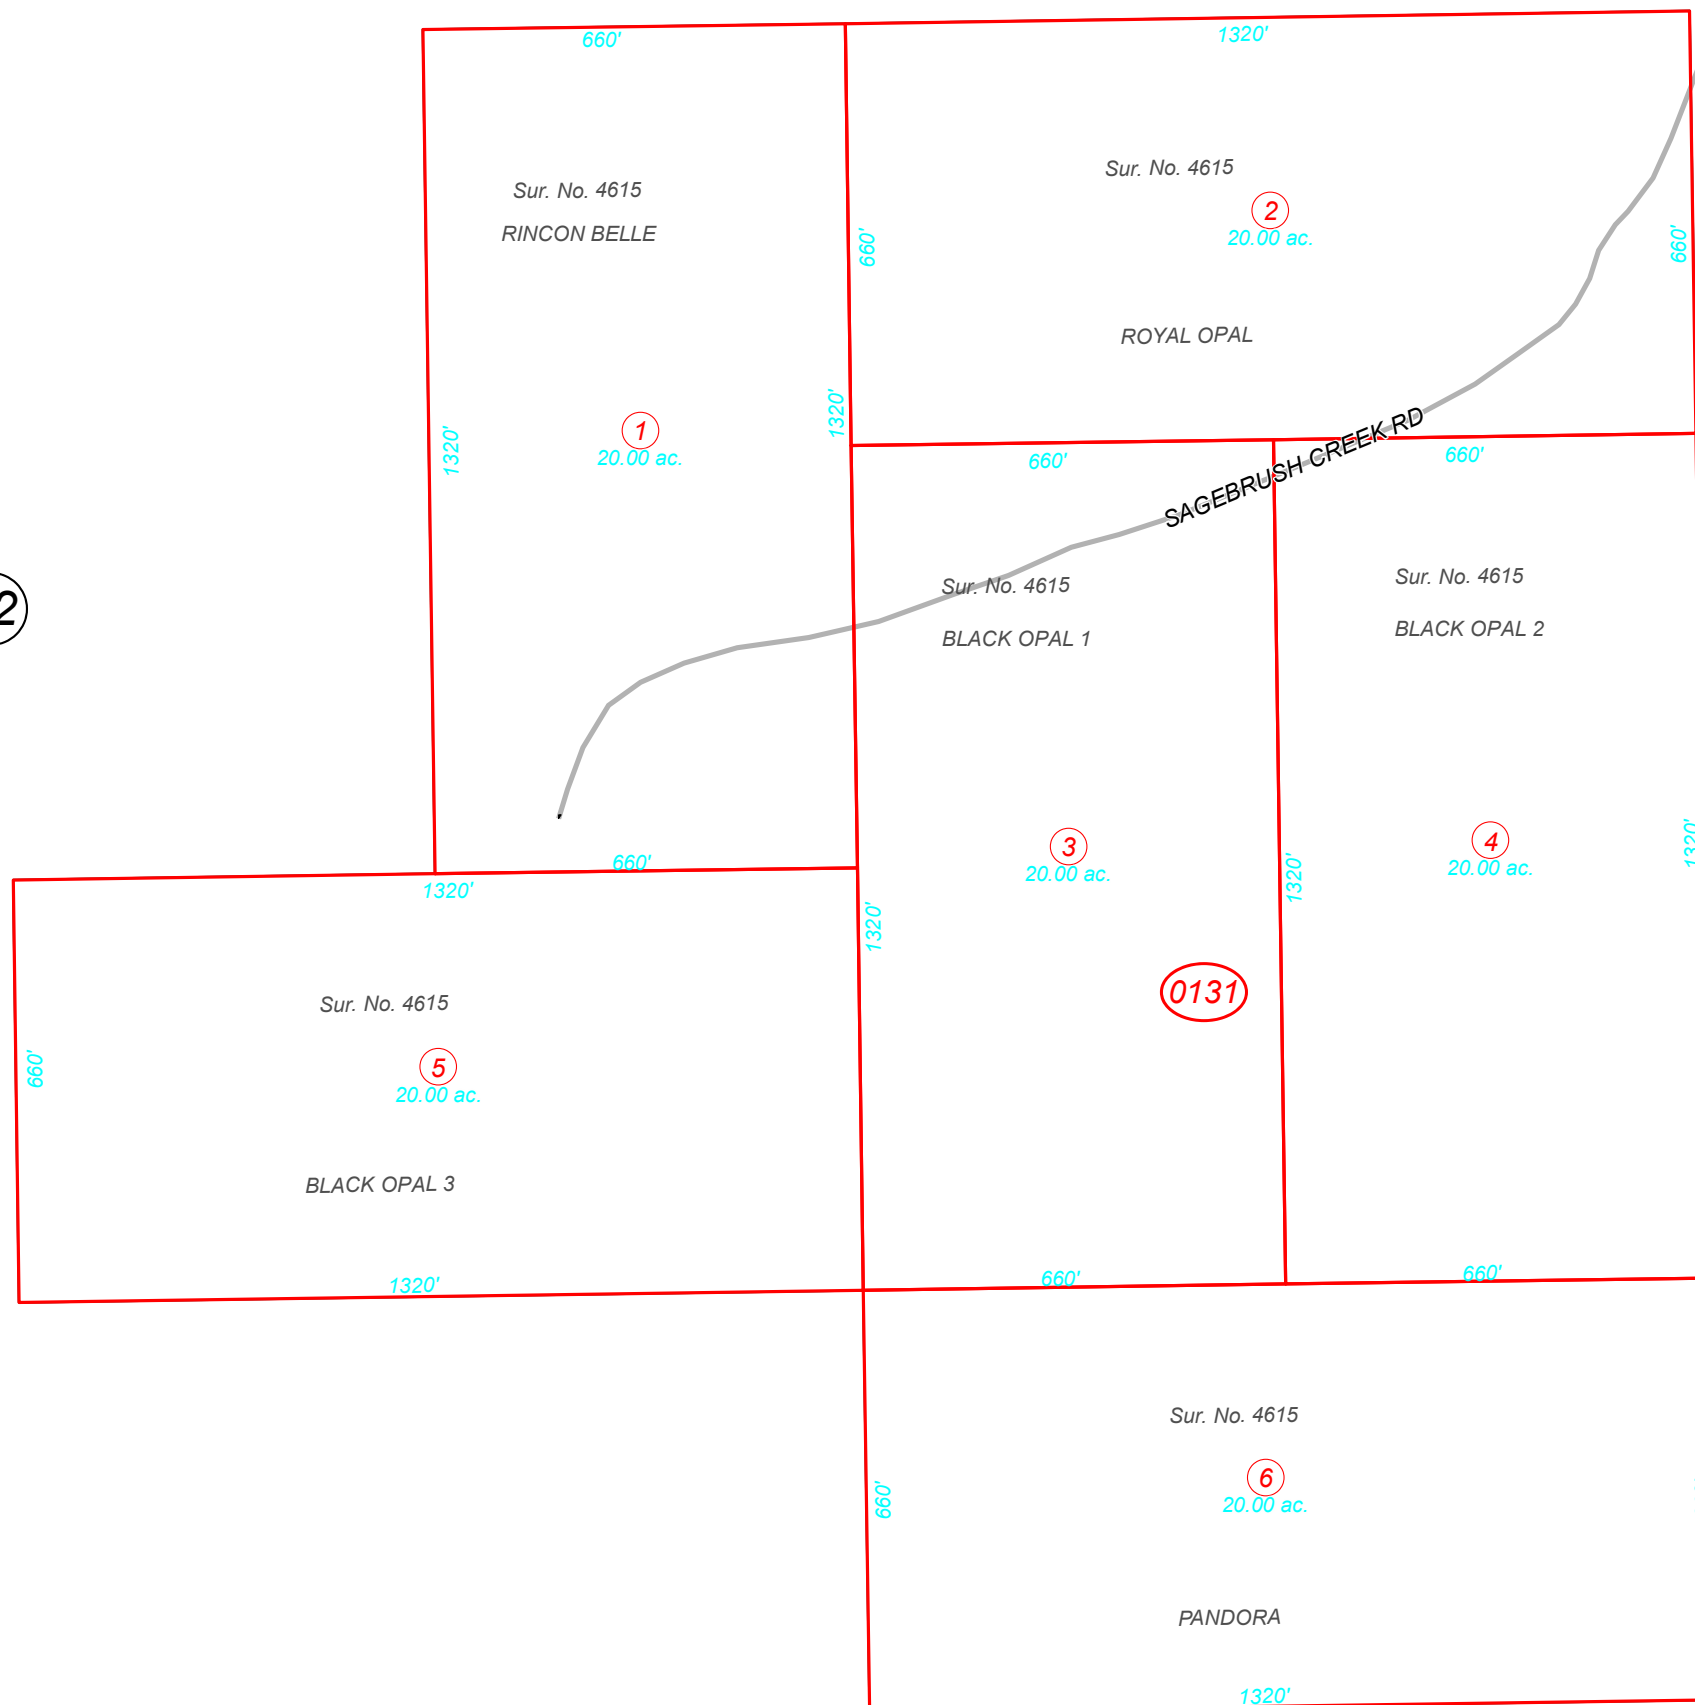 660'
1320'
Sur. No. 4615
RINCON BELLE
1320'
1
20.00 ac.
1320'
660'
Sur. No. 4615
2
20.00 ac.
ROYAL OPAL
660'
660'
660'
660'
SAGEBRUSH CREEK RD
2
Sur. No. 4615
BLACK OPAL 1
3
20.00 ac.
1320'
0131
660'
Sur. No. 4615
BLACK OPAL 2
4
20.00 ac.
1320'
1320'
660'
1320'
Sur. No. 4615
660'
5
20.00 ac.
BLACK OPAL 3
1320'
Sur. No. 4615
660'
6
20.00 ac.
PANDORA
1320'